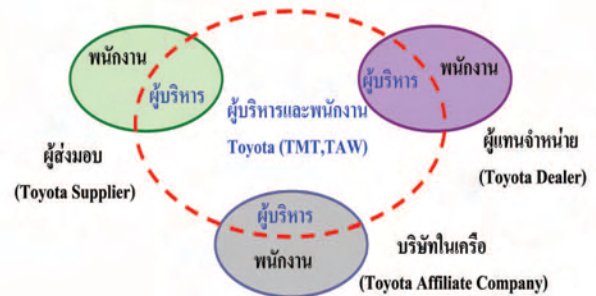 พนักงาน
ผู้บริหาร
ผู้บริหาร
พนักงาน
ผู้บริหารและพนักงาน
Toyota (TMT,TAW)
ผู้ส่งมอบ
(Toyota Supplier)
ผู้แทนจำหน่าย
(Toyota Dealer)
ผู้บริหาร
พนักงาน
บริษัทในเครือ
(Toyota Affiliate Company)